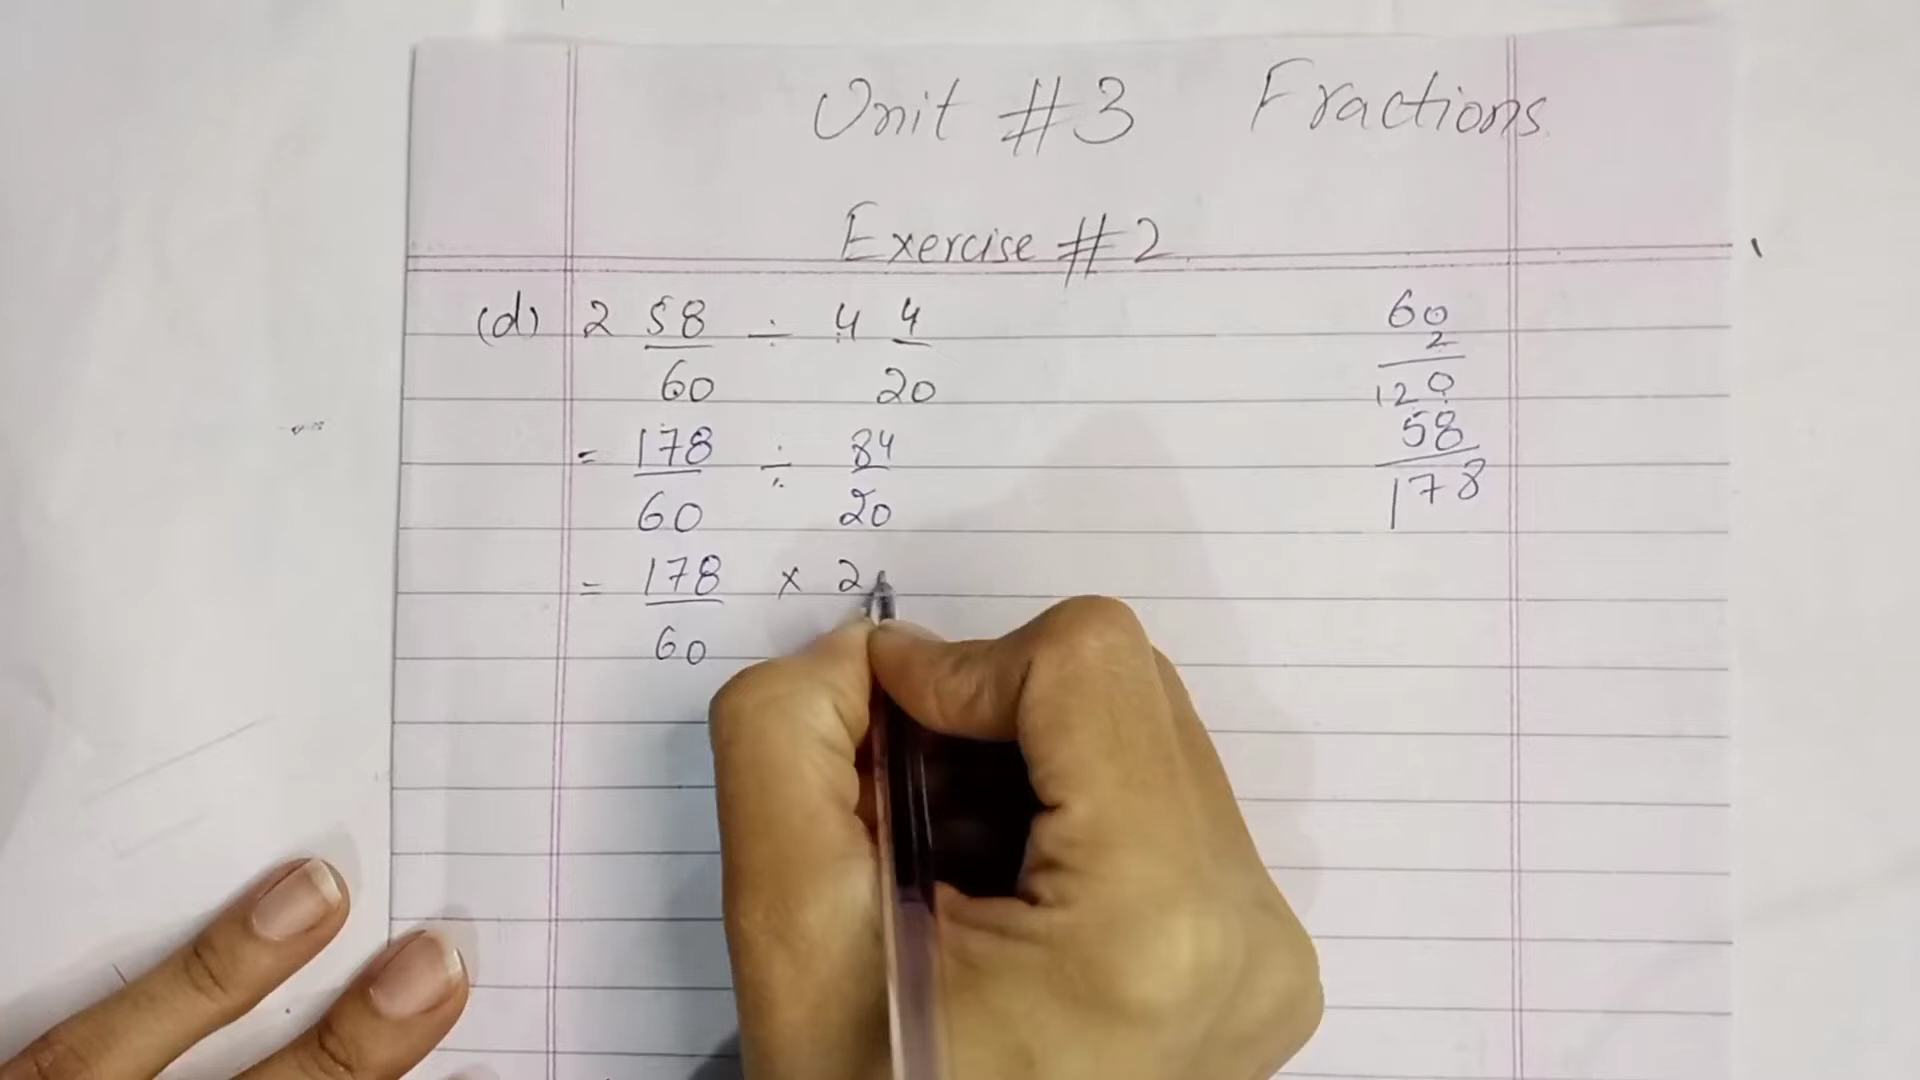 Unit #3 Fractions
Exercise #2
(d) 2 58/60 ÷ 4 4/20
= 178/60 ÷ 84/20
= 178/60 × 2
60
2
120
58
178